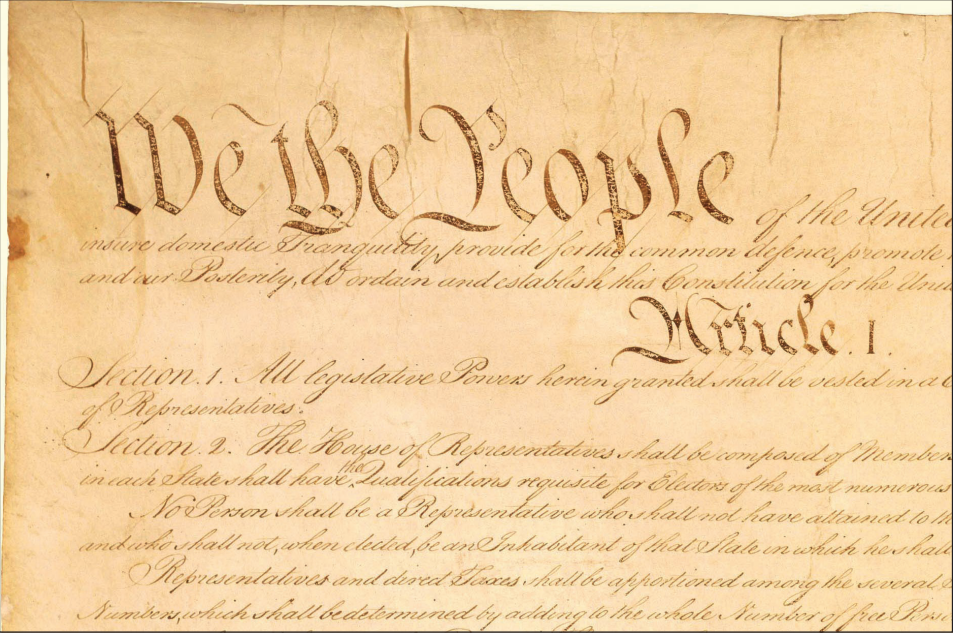 We the People of the United
insure domestic Tranquility, provide for the common defence, promote
and our Posterity, do ordain and establish this Constitution for the Uni
Article. I.
Section. 1. All legislative Powers herein granted shall be vested in a C
of Representatives.
Section. 2. The House of Representatives shall be composed of Members
in each State shall have the Qualifications requisite for Electors of the most numerous
No Person shall be a Representative who shall not have attained to th
and who shall not, when elected, be an Inhabitant of that State in which he shall
Representatives and direct Taxes shall be apportioned among the several
Numbers, which shall be determined by adding to the whole Number of free Perso